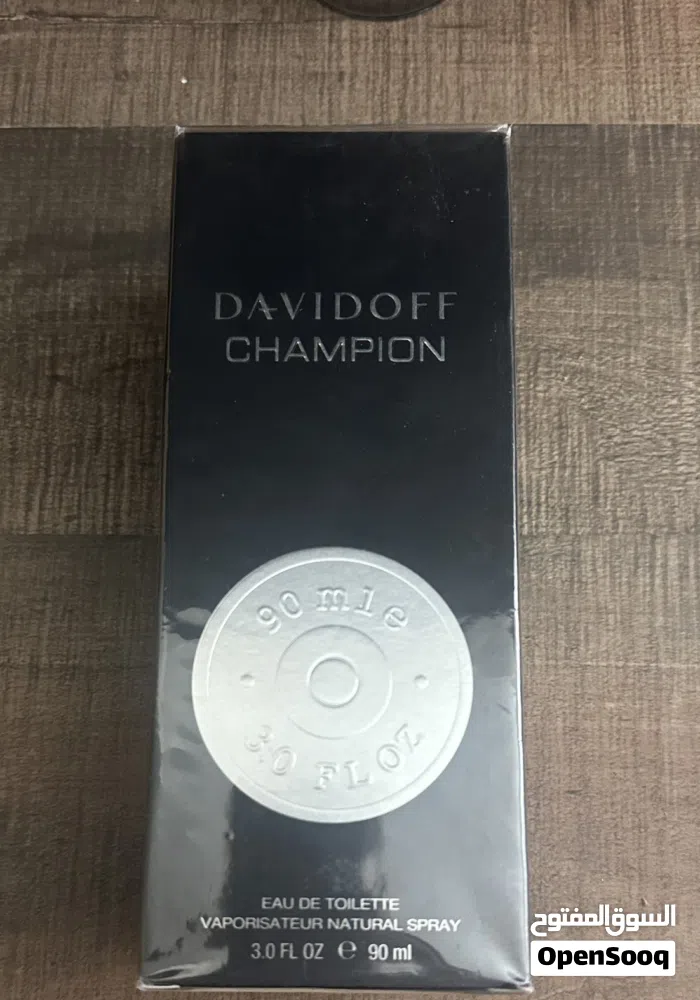 DAVIDOFF
CHAMPION
90 ml e
3.0 FL OZ
EAU DE TOILETTE
VAPORISATEUR NATURAL SPRAY
3.0 FL OZ e 90 ml
السوق المفتوح
OpenSooq